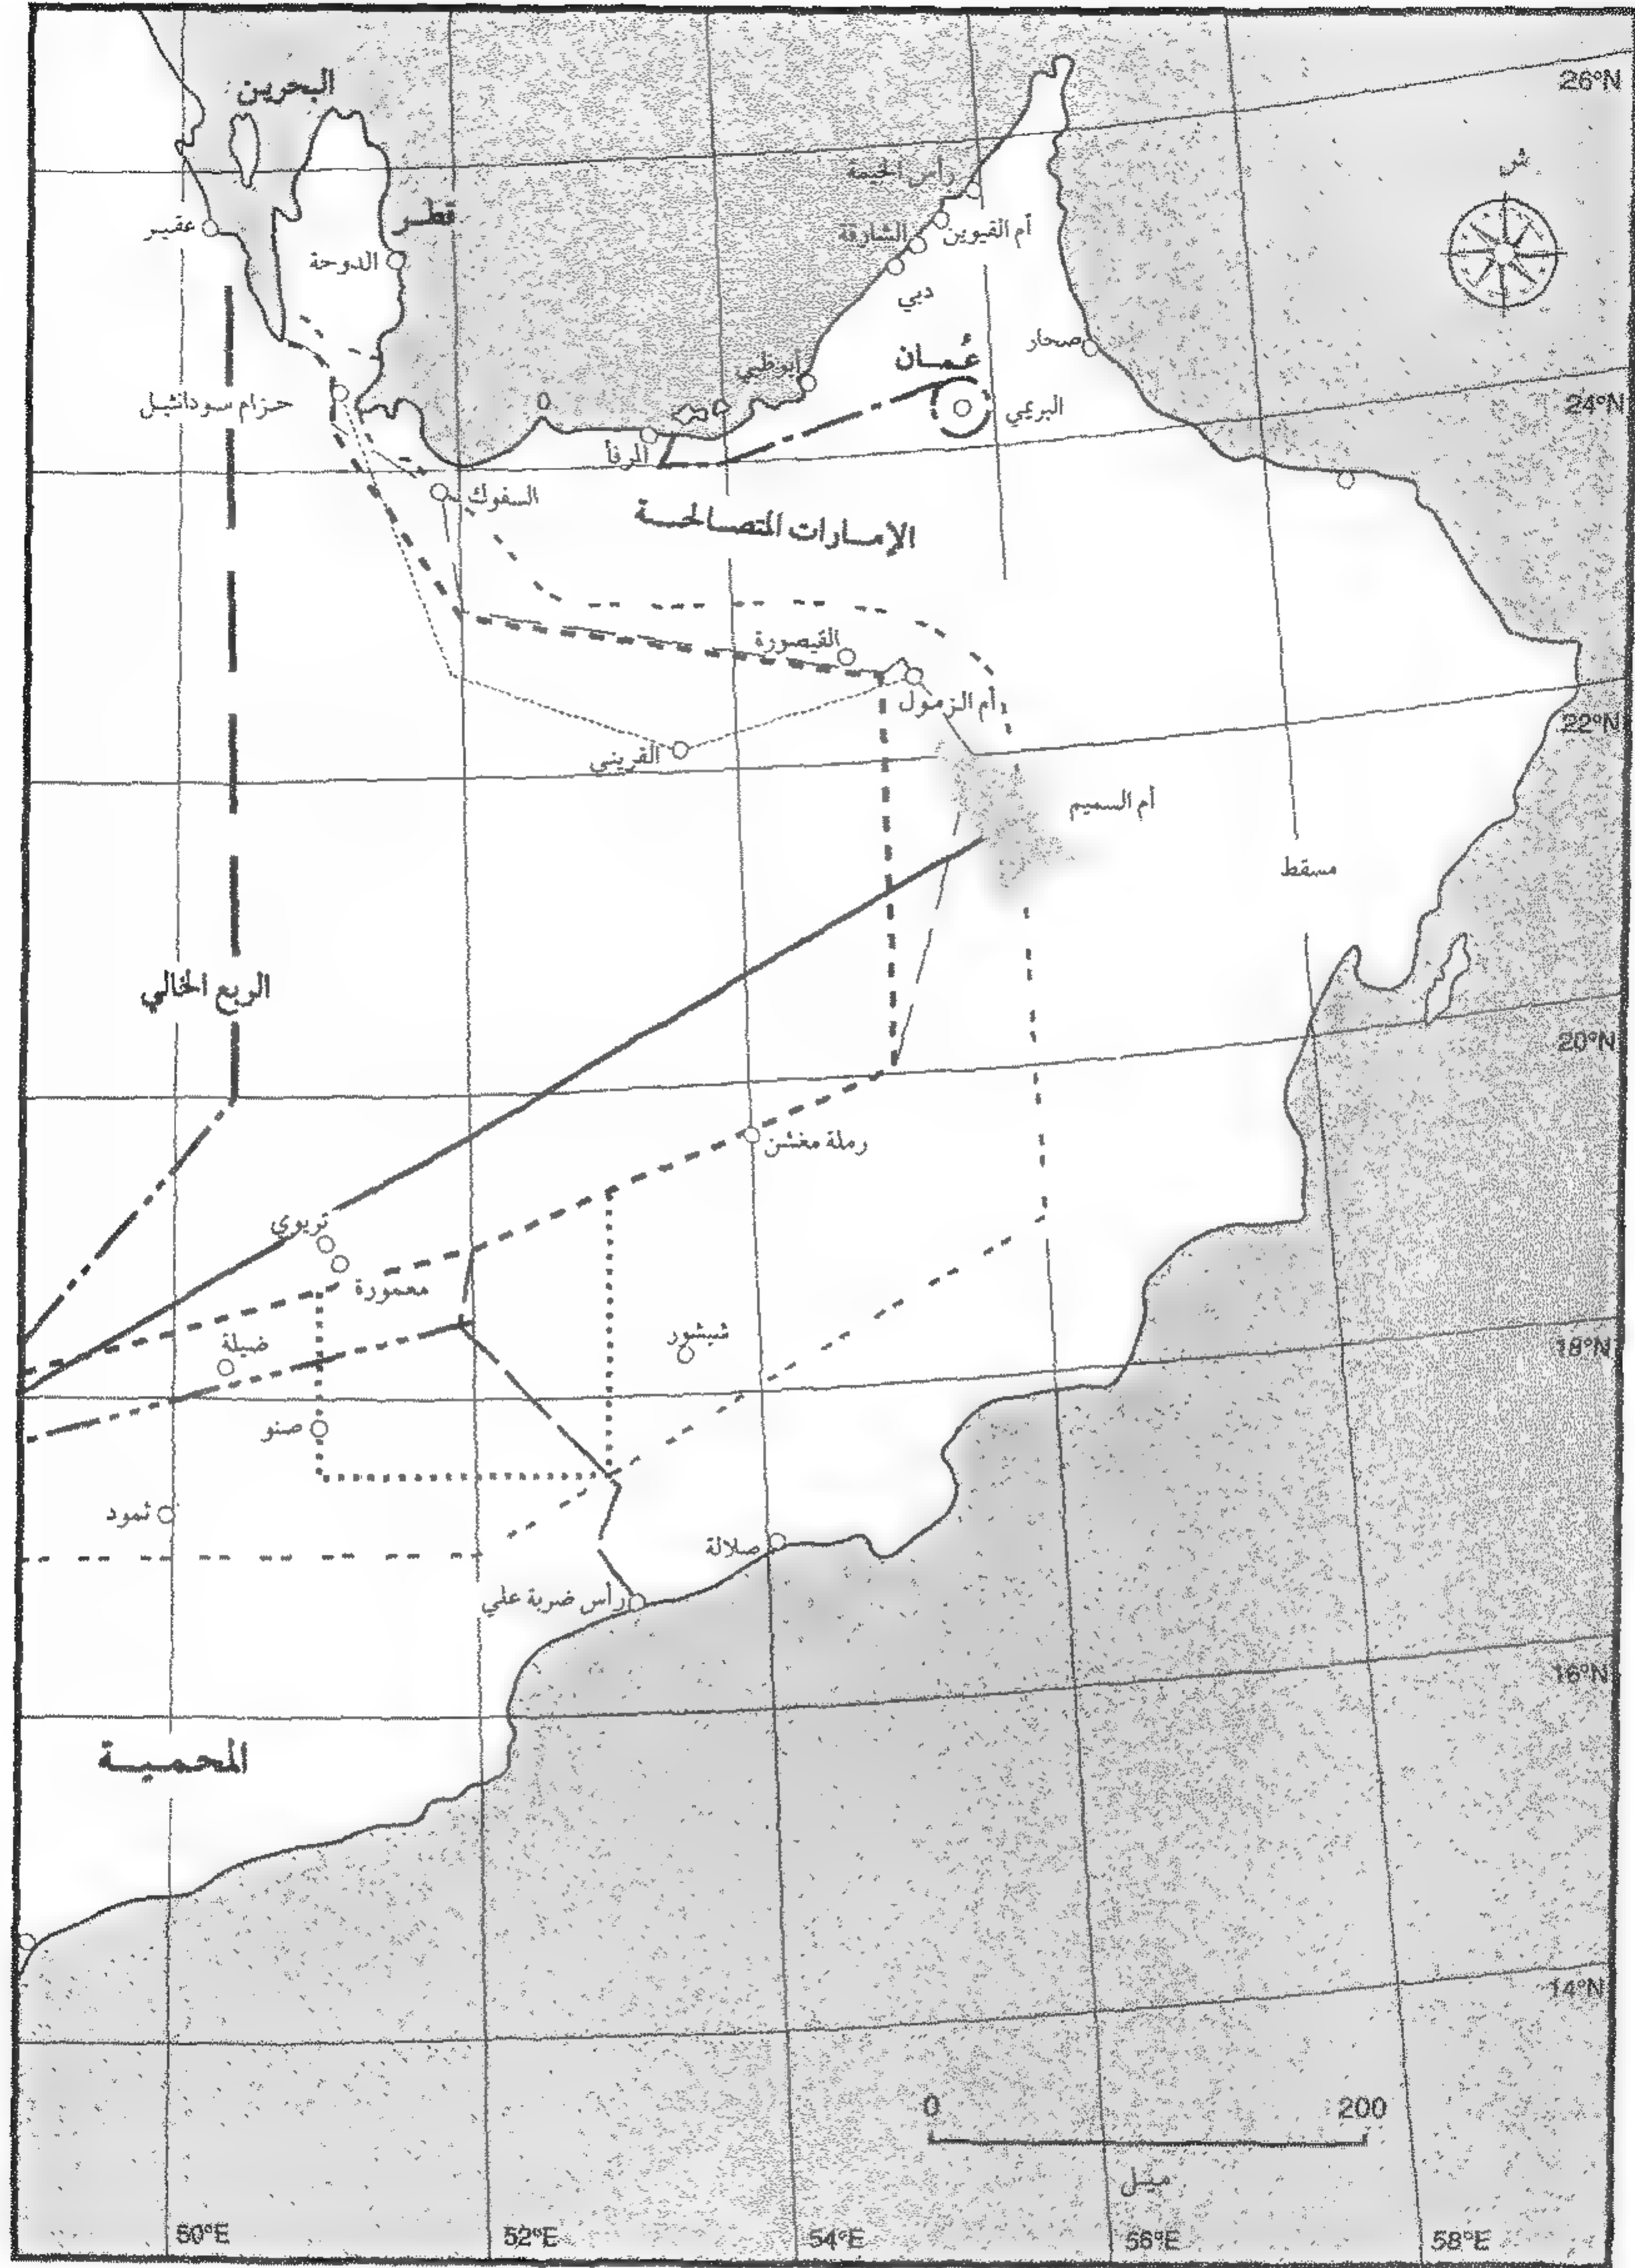 26°N
البحرين
ش
رأس الخيمة
قطر
عقير
أم القيوين
الشارقة
الدوحة
دبي
صحار
عُمان
أبوظبي
حزام سودانثيل
البريمي
24°N
المرفأ
السفوك
الإمارات المتصالحة
القيصورة
أم الزمول
22°N
القريني
أم السميم
مسقط
الربع الخالي
20°N
رملة مغشن
تريوي
معمورة
شيشور
ضيلة
18°N
صنو
ثمود
صلالة
رأس ضربة علي
16°N
المحمية
14°N
0
200
ميل
50°E
52°E
54°E
56°E
58°E